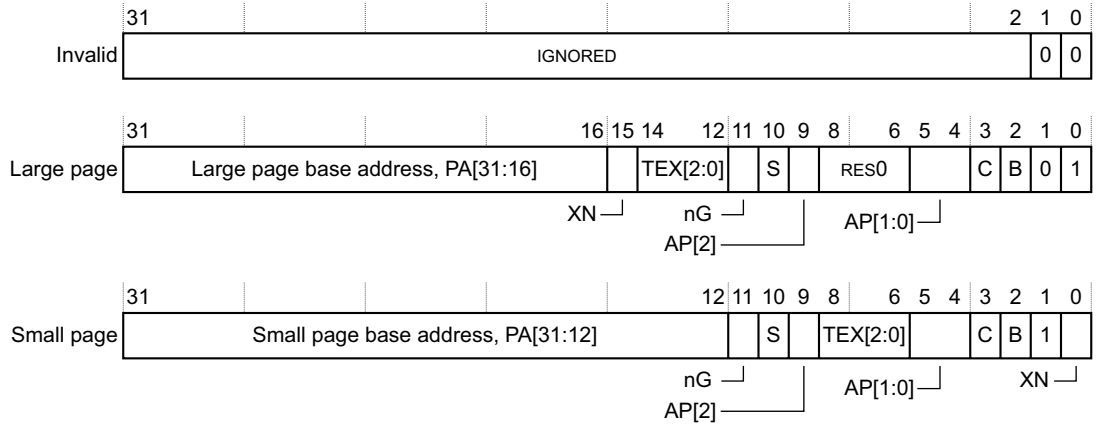 31 2 1 0
Invalid IGNORED 0 0
31 16 15 14 12 11 10 9 8 6 5 4 3 2 1 0
Large page Large page base address, PA[31:16] TEX[2:0] S RES0 C B 0 1
XN nG AP[1:0]
AP[2]
31 12 11 10 9 8 6 5 4 3 2 1 0
Small page Small page base address, PA[31:12] S TEX[2:0] C B 1
nG AP[1:0] XN
AP[2]